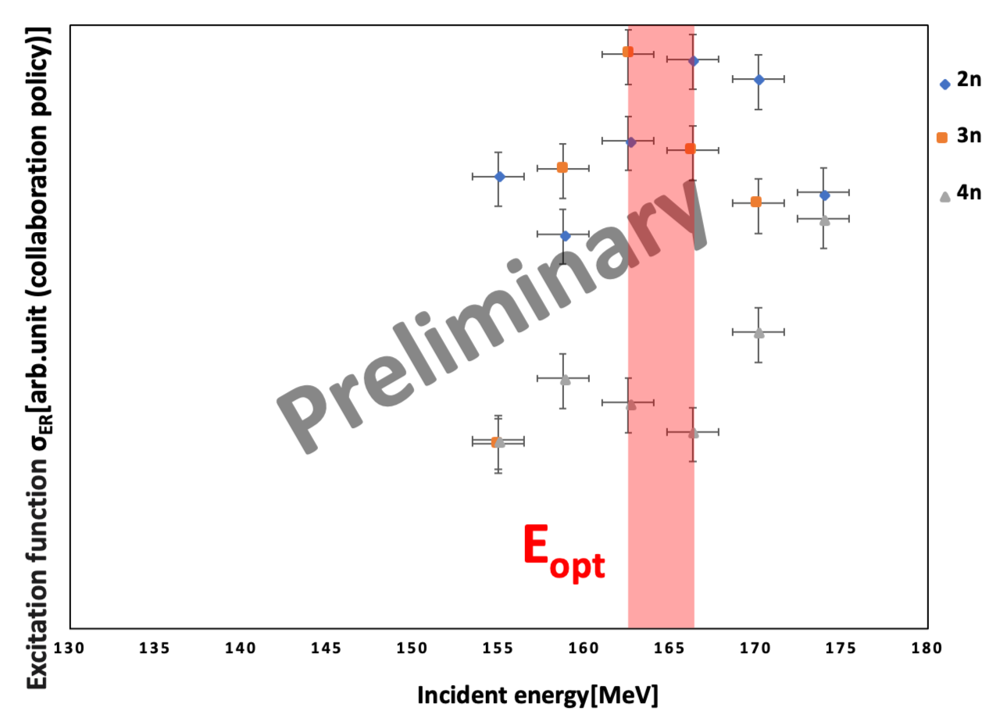 Excitation function σER[arb.unit (collaboration policy)]
2n
3n
4n
Preliminary
Eopt
130 135 140 145 150 155 160 165 170 175 180
Incident energy[MeV]